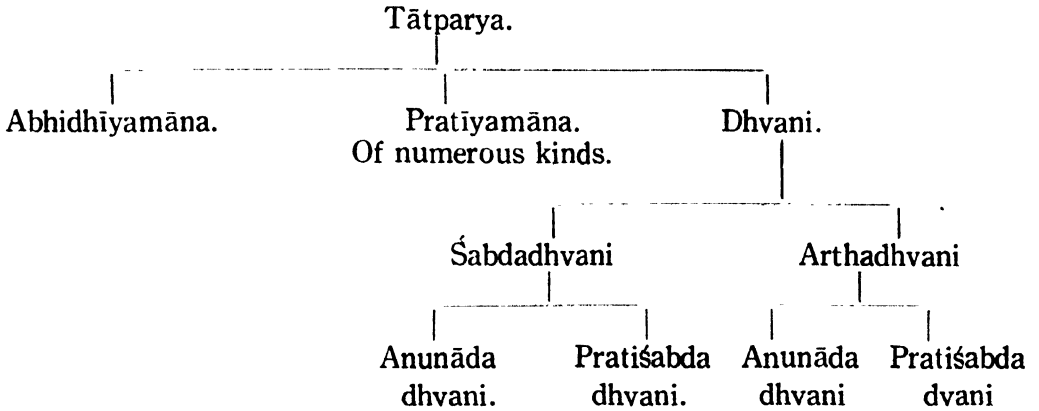 Tātparya.
Abhidhīyamāna. Pratīyamāna. Dhvani.
Of numerous kinds.
Śabdadhvani Arthadhvani
Anunāda Pratiśabda Anunāda Pratiśabda
dhvani. dhvani. dhvani dvani